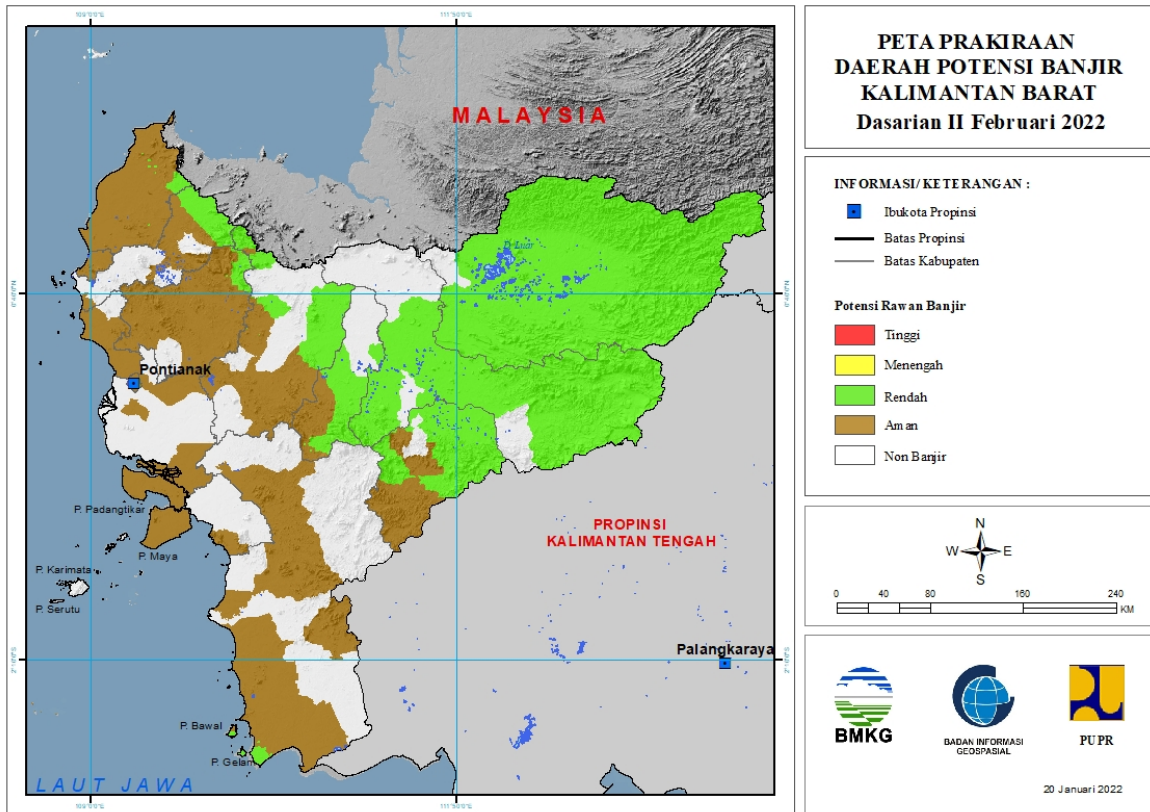 PETA PRAKIRAAN
DAERAH POTENSI BANJIR
KALIMANTAN BARAT
Dasarian II Februari 2022
INFORMASI/ KETERANGAN :
Ibukota Propinsi
Batas Propinsi
Batas Kabupaten
Potensi Rawan Banjir
Tinggi
Menengah
Rendah
Aman
Non Banjir
N
W E
S
0 40 80 160 240
KM
BMKG
BADAN INFORMASI
GEOSPASIAL
PUPR
20 Januari 2022
MALAYSIA
Pontianak
P. Padangtikar
P. Maya
P. Karimata
P. Serutu
PROPINSI
KALIMANTAN TENGAH
Palangkaraya
P. Bawal
P. Gelam
LAUT JAWA